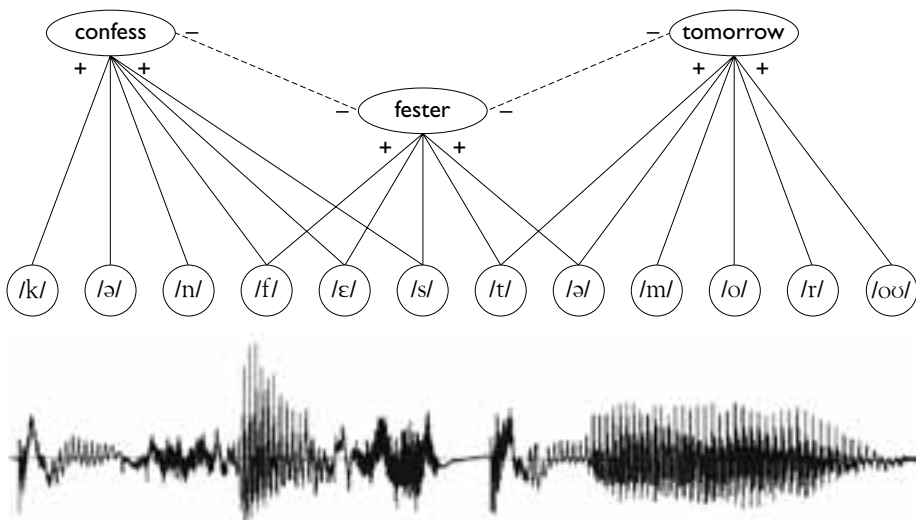 confess – – tomorrow
+ + – fester – + +
+ +
/k/ /ə/ /n/ /f/ /ɛ/ /s/ /t/ /ə/ /m/ /o/ /r/ /oʊ/